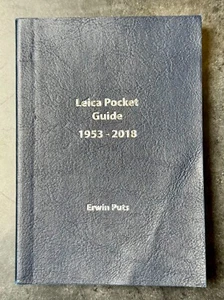 Leica Pocket
Guide
1953 - 2018
Erwin Puts